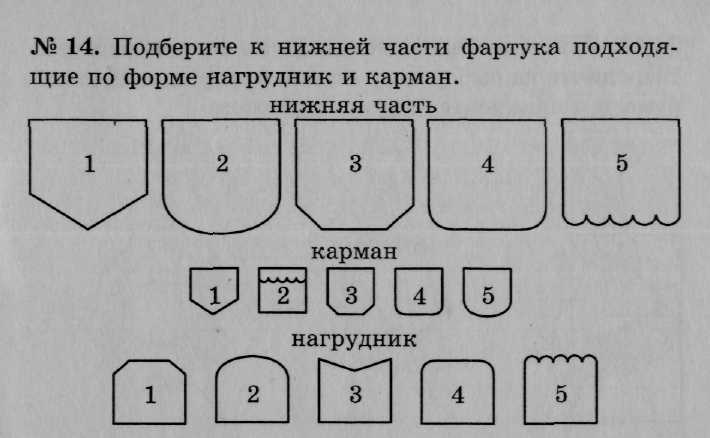 № 14. Подберите к нижней части фартука подходя-
щие по форме нагрудник и карман.
нижняя часть
1 2 3 4 5
карман
1 2 3 4 5
нагрудник
1 2 3 4 5